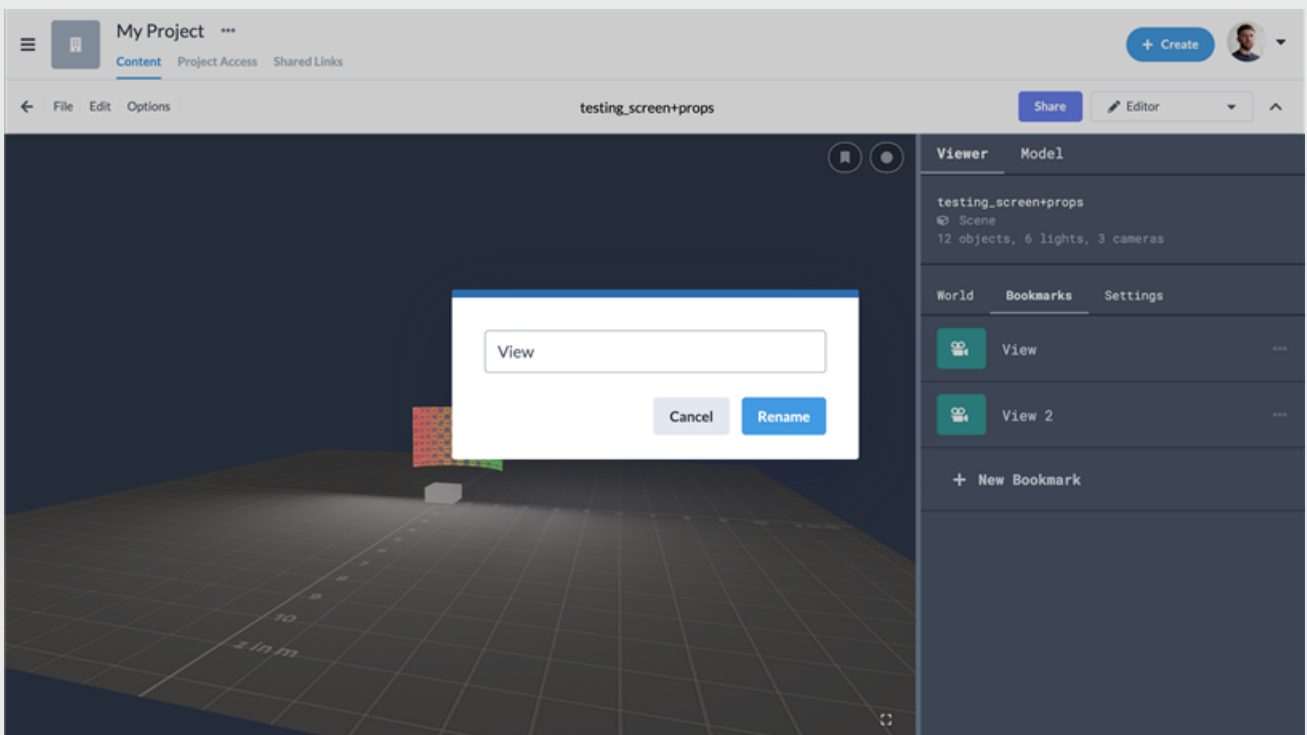 My Project ...
Content Project Access Shared Links
+ Create
File Edit Options
testing_screen+props
Share
Editor
Viewer Model
testing_screen+props
Scene
12 objects, 6 lights, 3 cameras
World Bookmarks Settings
View
View 2
+ New Bookmark
View
Cancel Rename
9
10
z in m